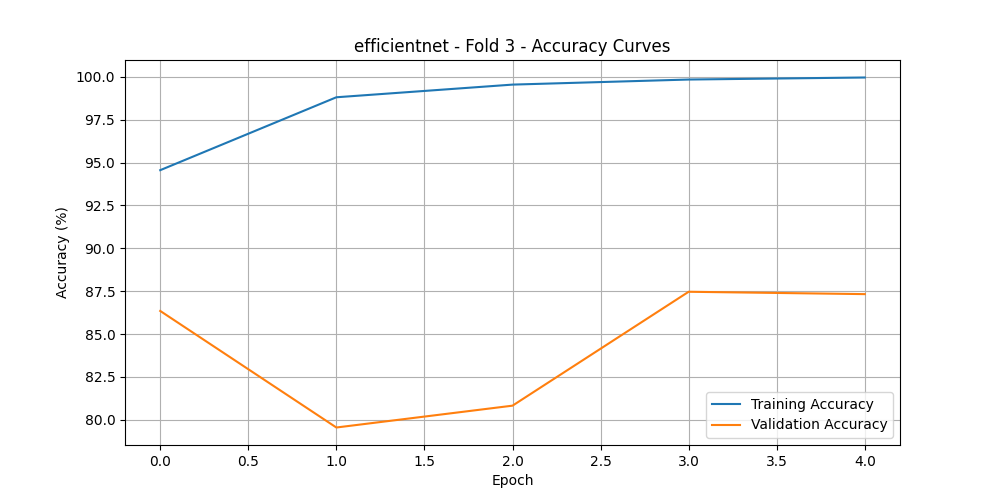 efficientnet - Fold 3 - Accuracy Curves
Accuracy (%)
100.0
97.5
95.0
92.5
90.0
87.5
85.0
82.5
80.0
Training Accuracy
Validation Accuracy
0.0 0.5 1.0 1.5 2.0 2.5 3.0 3.5 4.0
Epoch